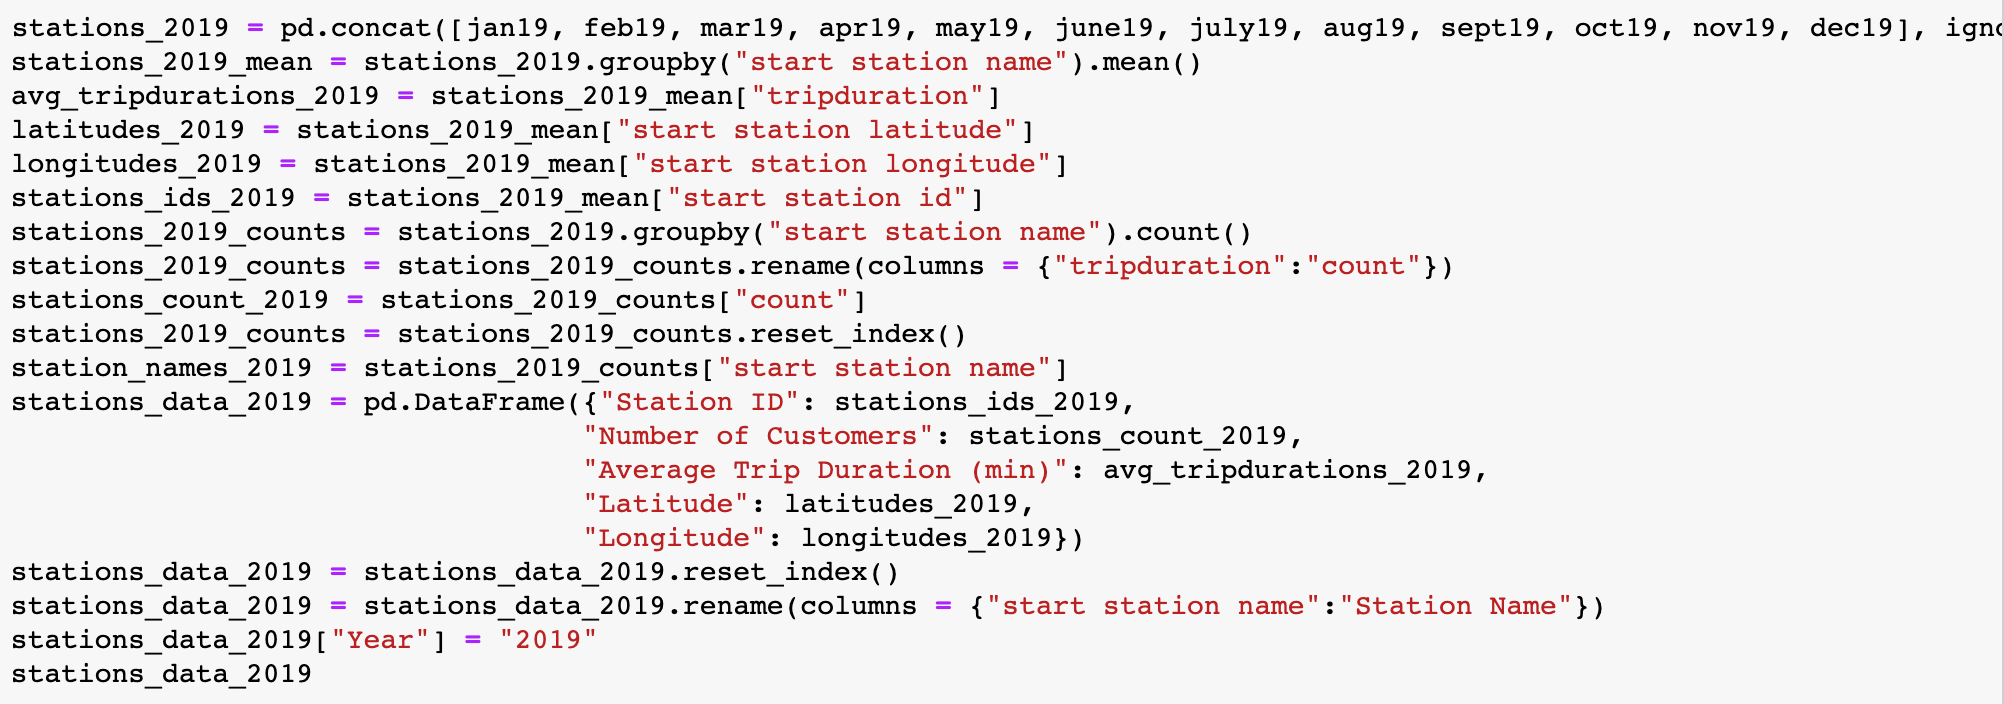 stations_2019 = pd.concat([jan19, feb19, mar19, apr19, may19, june19, july19, aug19, sept19, oct19, nov19, dec19],
stations_2019_mean = stations_2019.groupby("start station name").mean()
avg_tripdurations_2019 = stations_2019_mean["tripduration"]
latitudes_2019 = stations_2019_mean["start station latitude"]
longitudes_2019 = stations_2019_mean["start station longitude"]
stations_ids_2019 = stations_2019_mean["start station id"]
stations_2019_counts = stations_2019.groupby("start station name").count()
stations_2019_counts = stations_2019_counts.rename(columns = {"tripduration":"count"})
stations_count_2019 = stations_2019_counts["count"]
stations_2019_counts = stations_2019_counts.reset_index()
station_names_2019 = stations_2019_counts["start station name"]
stations_data_2019 = pd.DataFrame({"Station ID": stations_ids_2019,
"Number of Customers": stations_count_2019,
"Average Trip Duration (min)": avg_tripdurations_2019,
"Latitude": latitudes_2019,
"Longitude": longitudes_2019})
stations_data_2019 = stations_data_2019.reset_index()
stations_data_2019 = stations_data_2019.rename(columns = {"start station name":"Station Name"})
stations_data_2019["Year"] = "2019"
stations_data_2019